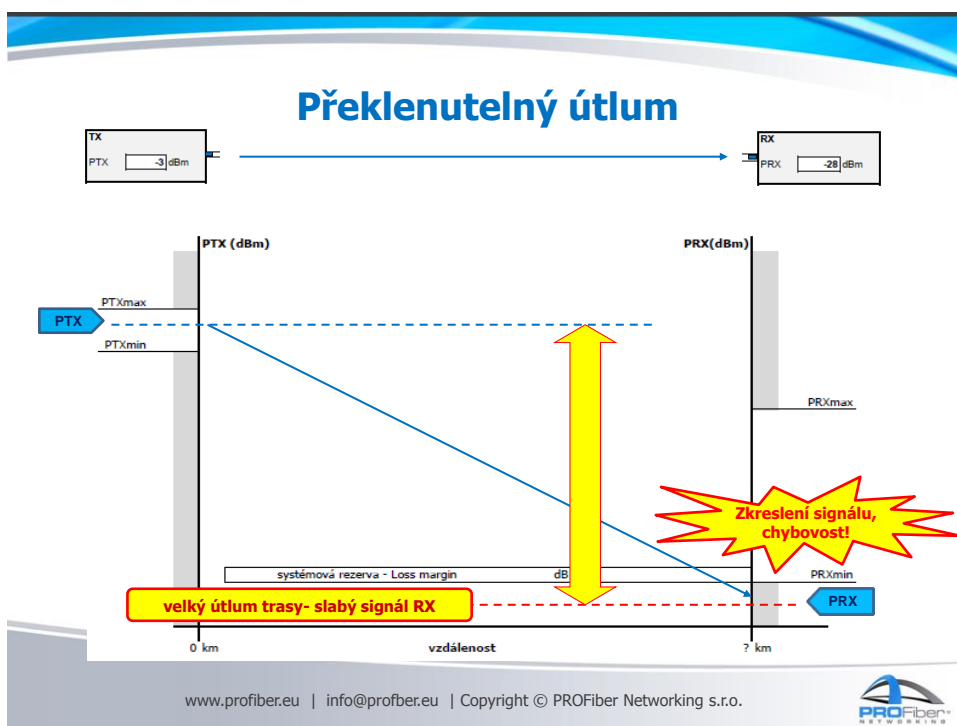 Překlenutelný útlum
TX
PTX -3 dBm
RX
PRX -28 dBm
PTX (dBm)
PRX(dBm)
PTXmax
PTX
PTXmin
PRXmax
Zkreslení signálu,
chybovost!
systémová rezerva - Loss margin
PRXmin
velký útlum trasy- slabý signál RX
PRX
0 km
vzdálenost
? km
www.profiber.eu | info@profber.eu | Copyright © PROFiber Networking s.r.o.
PROFiber
NETWORKING